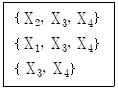 { X₂, X₃, X₄}
{ X₁, X₃, X₄}
{ X₃, X₄}